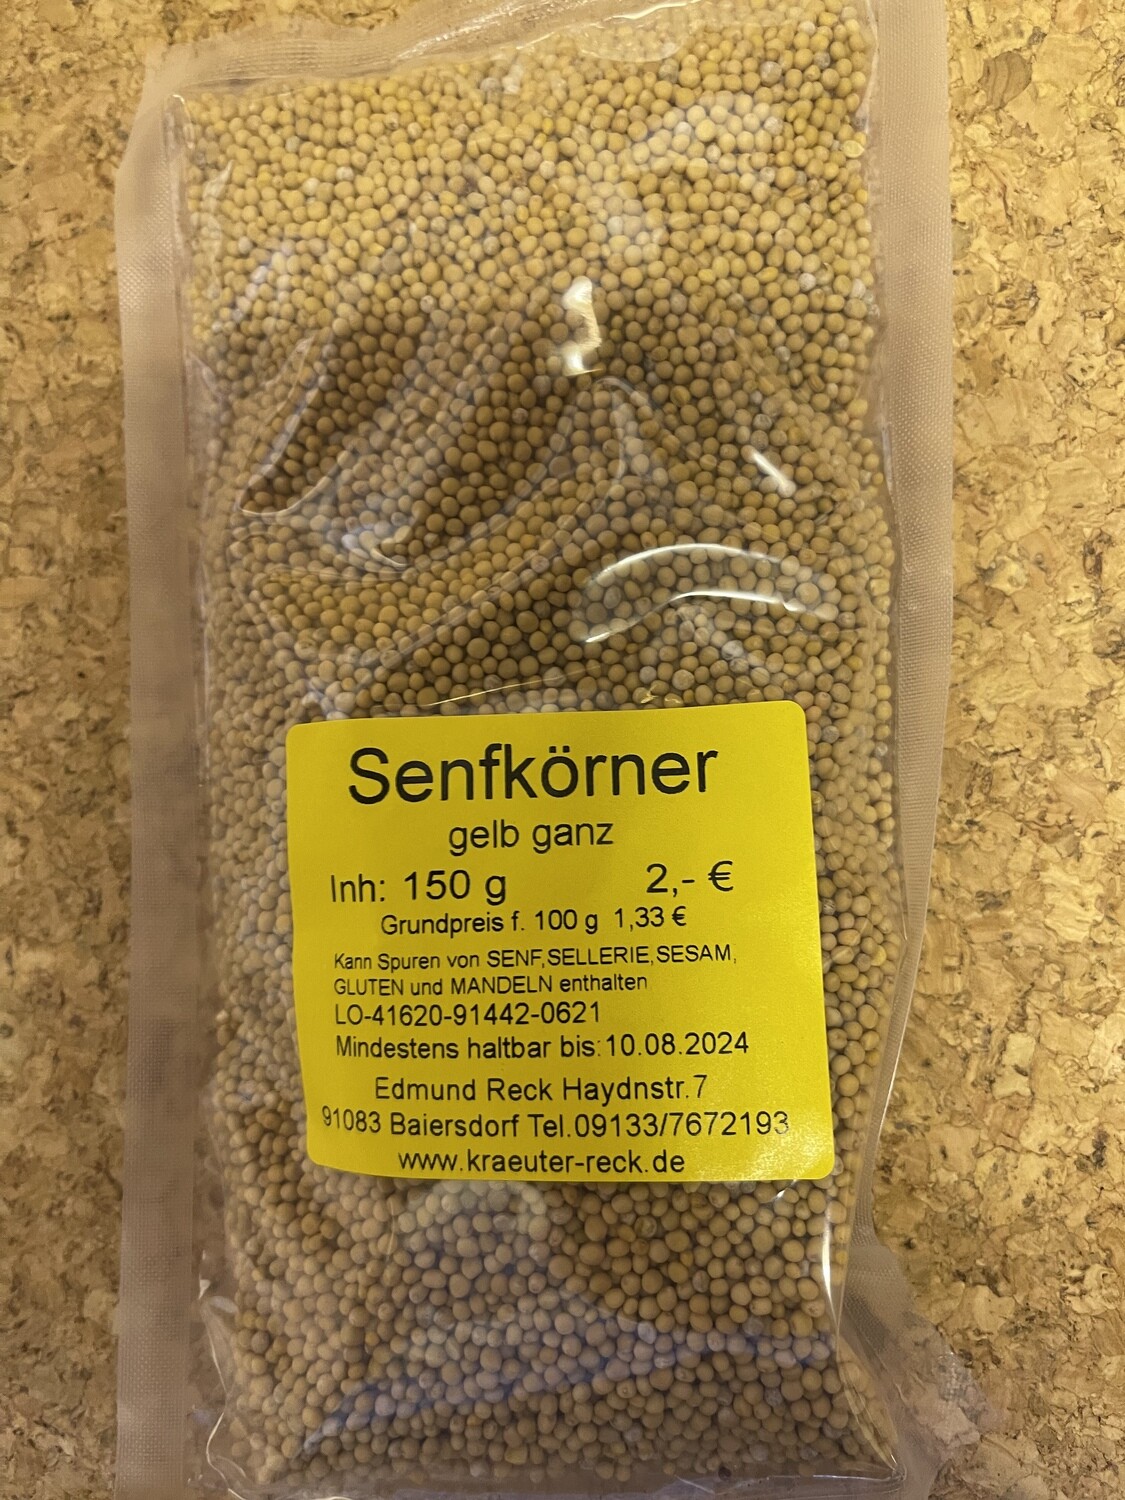 Senfkörner
gelb ganz
Inh: 150 g 2,- €
Grundpreis f. 100 g 1,33 €
Kann Spuren von SENF,SELLERIE,SESAM,
GLUTEN und MANDELN enthalten
LO-41620-91442-0621
Mindestens haltbar bis:10.08.2024
Edmund Reck Haydnstr.7
91083 Baiersdorf Tel.09133/7672193
www.kraeuter-reck.de